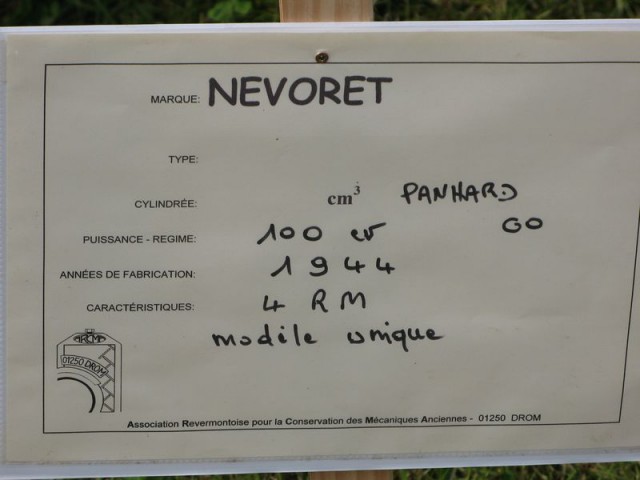 MARQUE: NEVORET
TYPE:
CYLINDRÉE: cm³ PANHARD
PUISSANCE - REGIME: 100 cv GO
ANNÉES DE FABRICATION: 1944
CARACTÉRISTIQUES: 4 RM
modile unique
ARCMA
01250 DROM
Association Revermontoise pour la Conservation des Mécaniques Anciennes - 01250 DROM